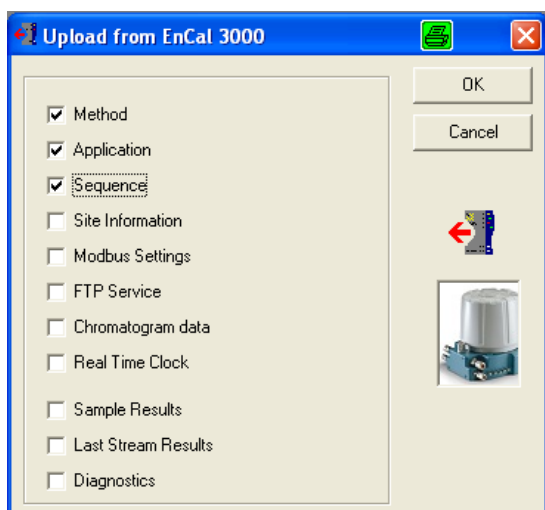 Upload from EnCal 3000
OK
Cancel
Method
Application
Sequence
Site Information
Modbus Settings
FTP Service
Chromatogram data
Real Time Clock
Sample Results
Last Stream Results
Diagnostics